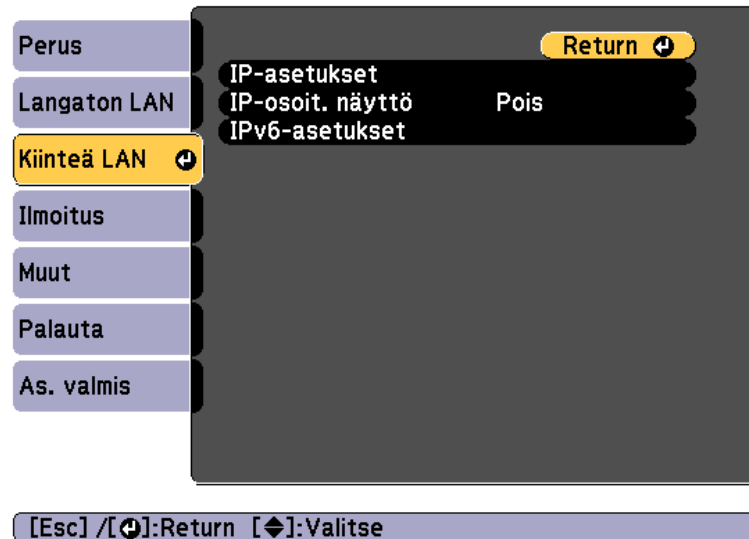 Perus
Langaton LAN
Kiinteä LAN
Ilmoitus
Muut
Palauta
As. valmis
Return
IP-asetukset
IP-osoit. näyttö Pois
IPv6-asetukset
[Esc] /[]:Return []:Valitse